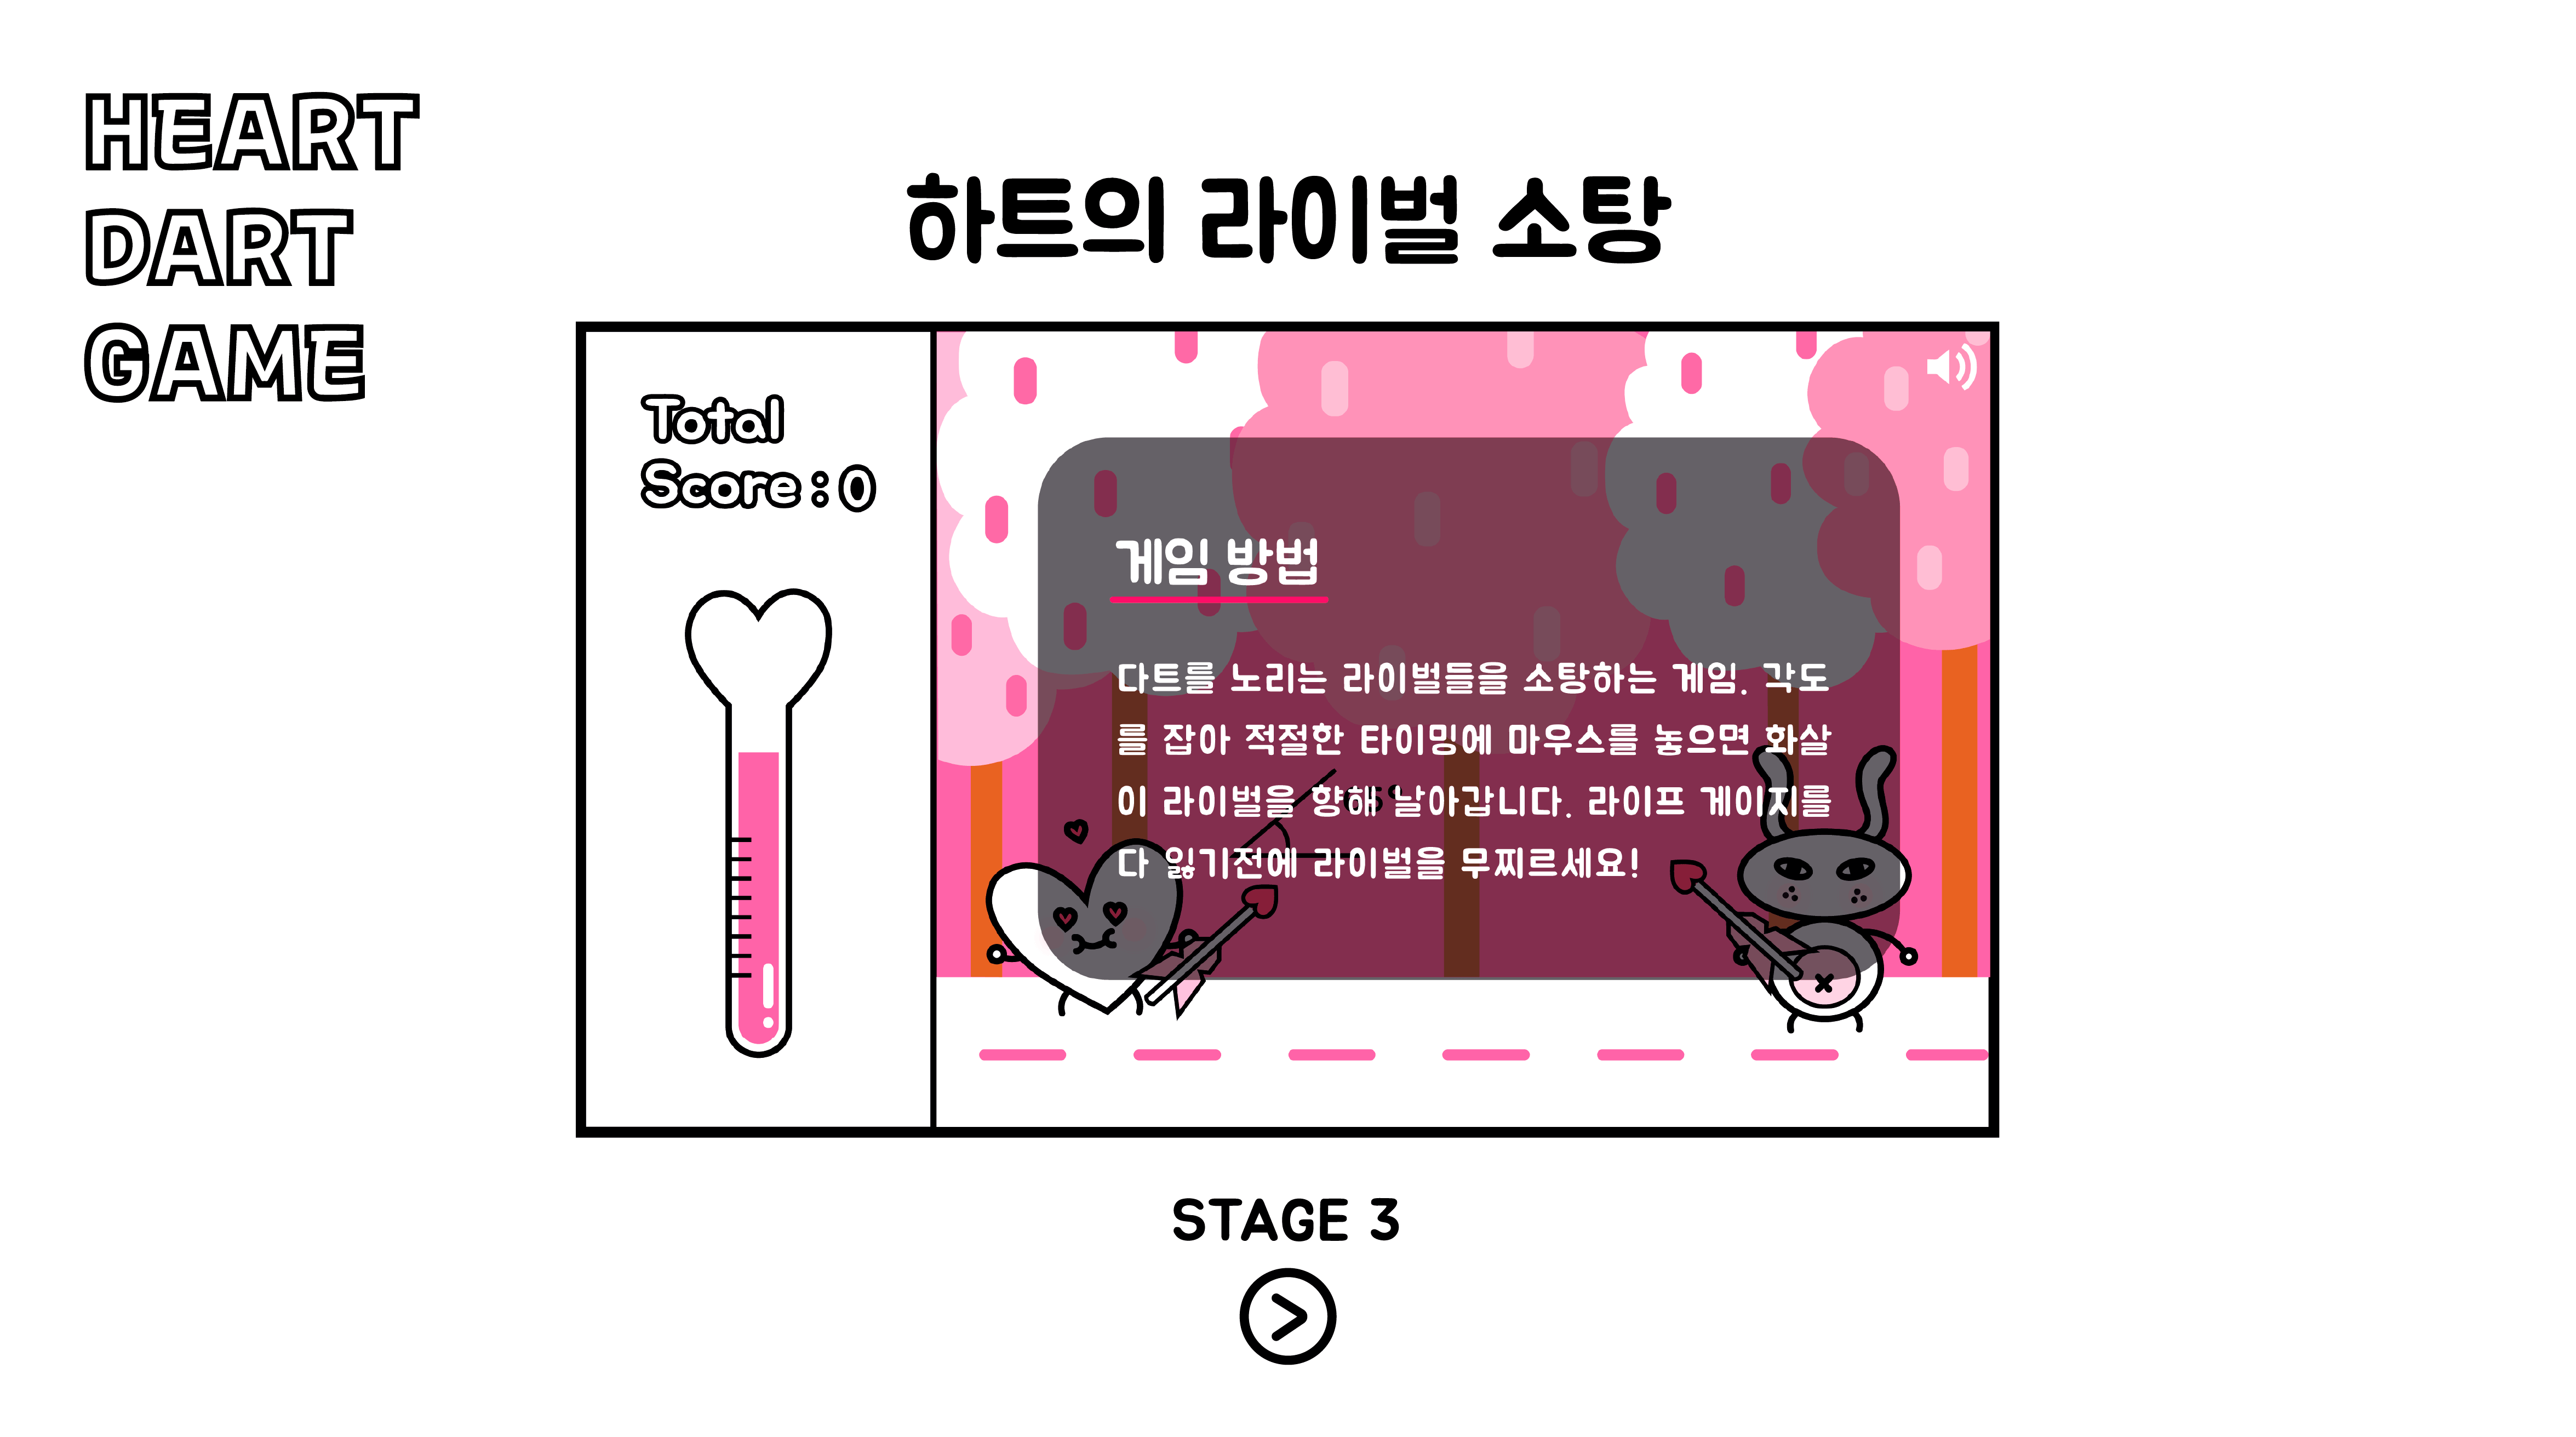 HEART
DART
GAME
하트의 라이벌 소탕
Total
Score : 0
게임 방법
다트를 노리는 라이벌들을 소탕하는 게임. 각도
를 잡아 적절한 타이밍에 마우스를 놓으면 화살
이 라이벌을 향해 날아갑니다. 라이프 게이지를
다 잃기전에 라이벌을 무찌르세요!
STAGE 3